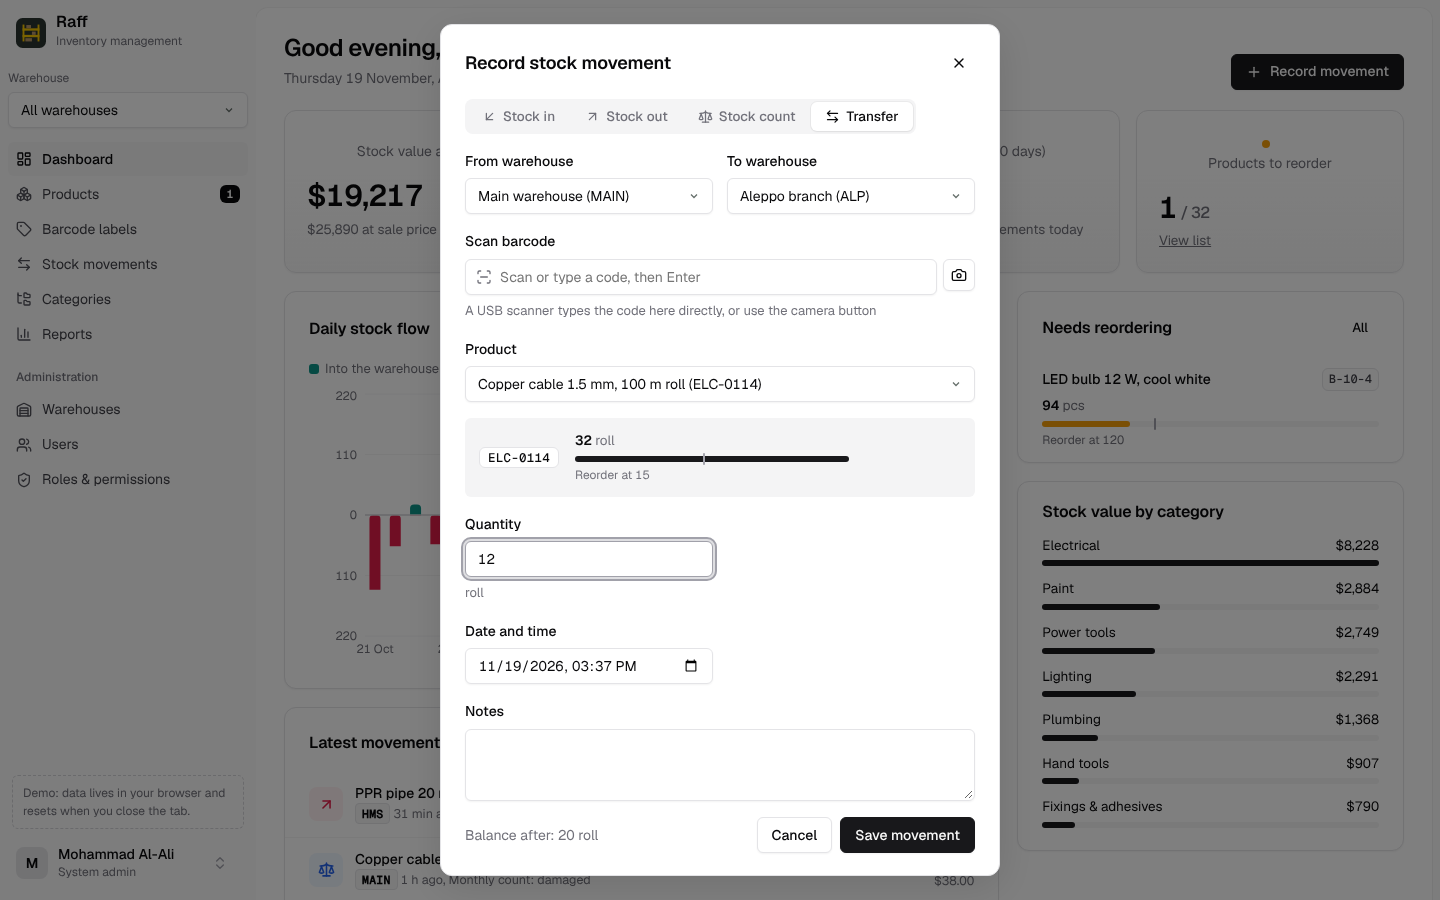 Raff
Inventory management
Warehouse
All warehouses
Dashboard
Products
1
Barcode labels
Stock movements
Categories
Reports
Administration
Warehouses
Users
Roles & permissions
Demo: data lives in your browser and
resets when you close the tab.
M
Mohammad Al-Ali
System admin
Good evening,
Thursday 19 November,
Record movement
Stock value
$19,217
$25,890 at sale price
0 days)
ements today
Products to reorder
1 / 32
View list
Daily stock flow
Into the warehouse
220
110
0
110
220
21 Oct
Latest movement
PPR pipe 20
HMS 31 min
Copper cable
MAIN 1 h ago, Monthly count: damaged
$38.00
Needs reordering
All
LED bulb 12 W, cool white
B-10-4
94 pcs
Reorder at 120
Stock value by category
Electrical $8,228
Paint $2,884
Power tools $2,749
Lighting $2,291
Plumbing $1,368
Hand tools $907
Fixings & adhesives $790
Record stock movement
Stock in Stock out Stock count Transfer
From warehouse To warehouse
Main warehouse (MAIN) Aleppo branch (ALP)
Scan barcode
Scan or type a code, then Enter
A USB scanner types the code here directly, or use the camera button
Product
Copper cable 1.5 mm, 100 m roll (ELC-0114)
ELC-0114
32 roll
Reorder at 15
Quantity
12
roll
Date and time
11/19/2026, 03:37 PM
Notes
Balance after: 20 roll
Cancel
Save movement